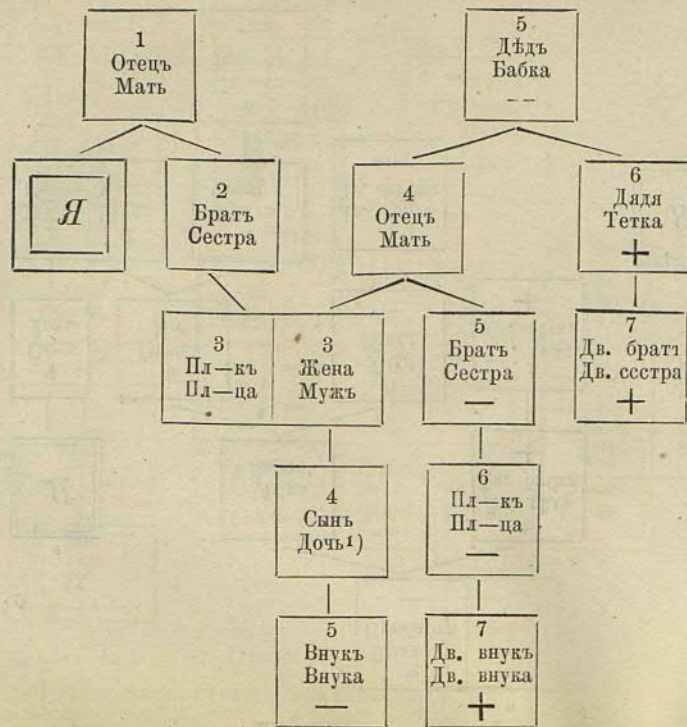 1
Отецъ
Мать
5
Дѣдъ
Бабка
--
Я
2
Братъ
Сестра
4
Отецъ
Мать
6
Дядя
Тетка
+
3
Пл—къ
Пл—ца
3
Жена
Мужъ
5
Братъ
Сестра
—
7
Дв. братъ
Дв. сестра
+
4
Сынъ
Дочь¹)
6
Пл—къ
Пл—ца
—
5
Внукъ
Внука
—
7
Дв. внукъ
Дв. внука
+